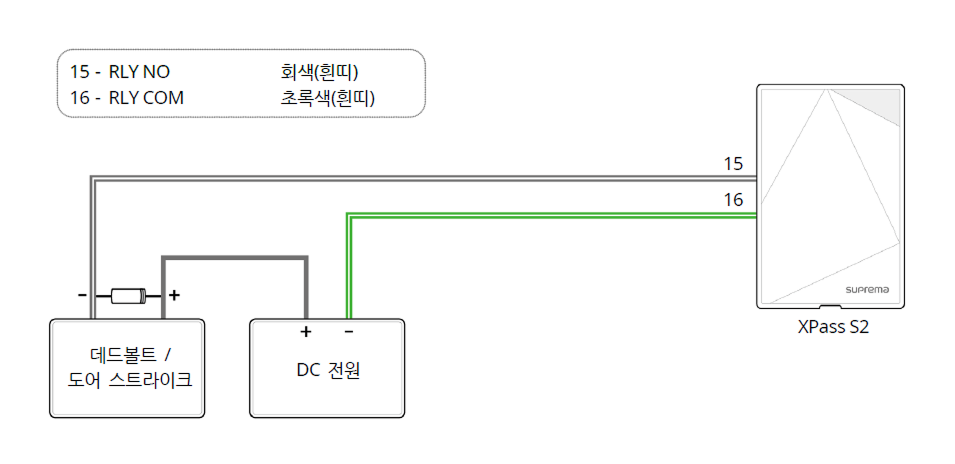 15 - RLY NO 회색(흰띠)
16 - RLY COM 초록색(흰띠)
15
16
- +
+ -
데드볼트 /
도어 스트라이크
DC 전원
suprema
XPass S2